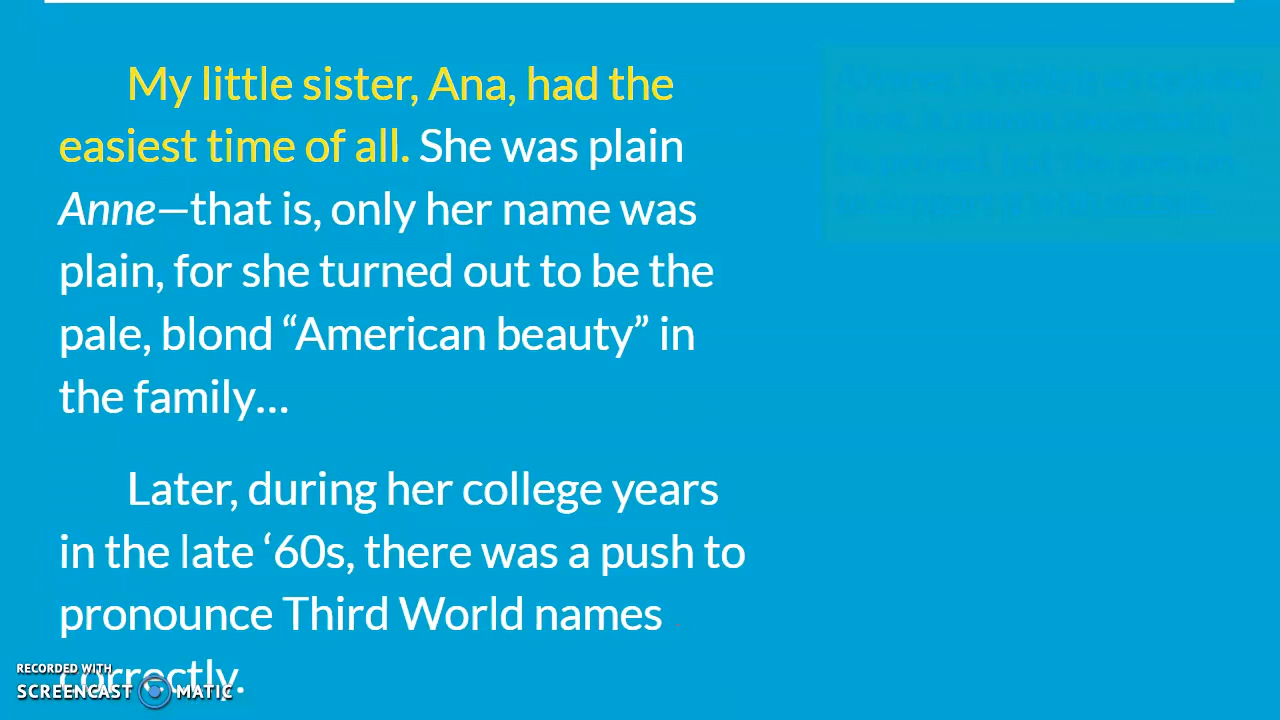 My little sister, Ana, had the
easiest time of all. She was plain
Anne—that is, only her name was
plain, for she turned out to be the
pale, blond “American beauty” in
the family...
Later, during her college years
in the late ‘60s, there was a push to
pronounce Third World names
correctly.
RECORDED WITH
SCREENCAST MATIC